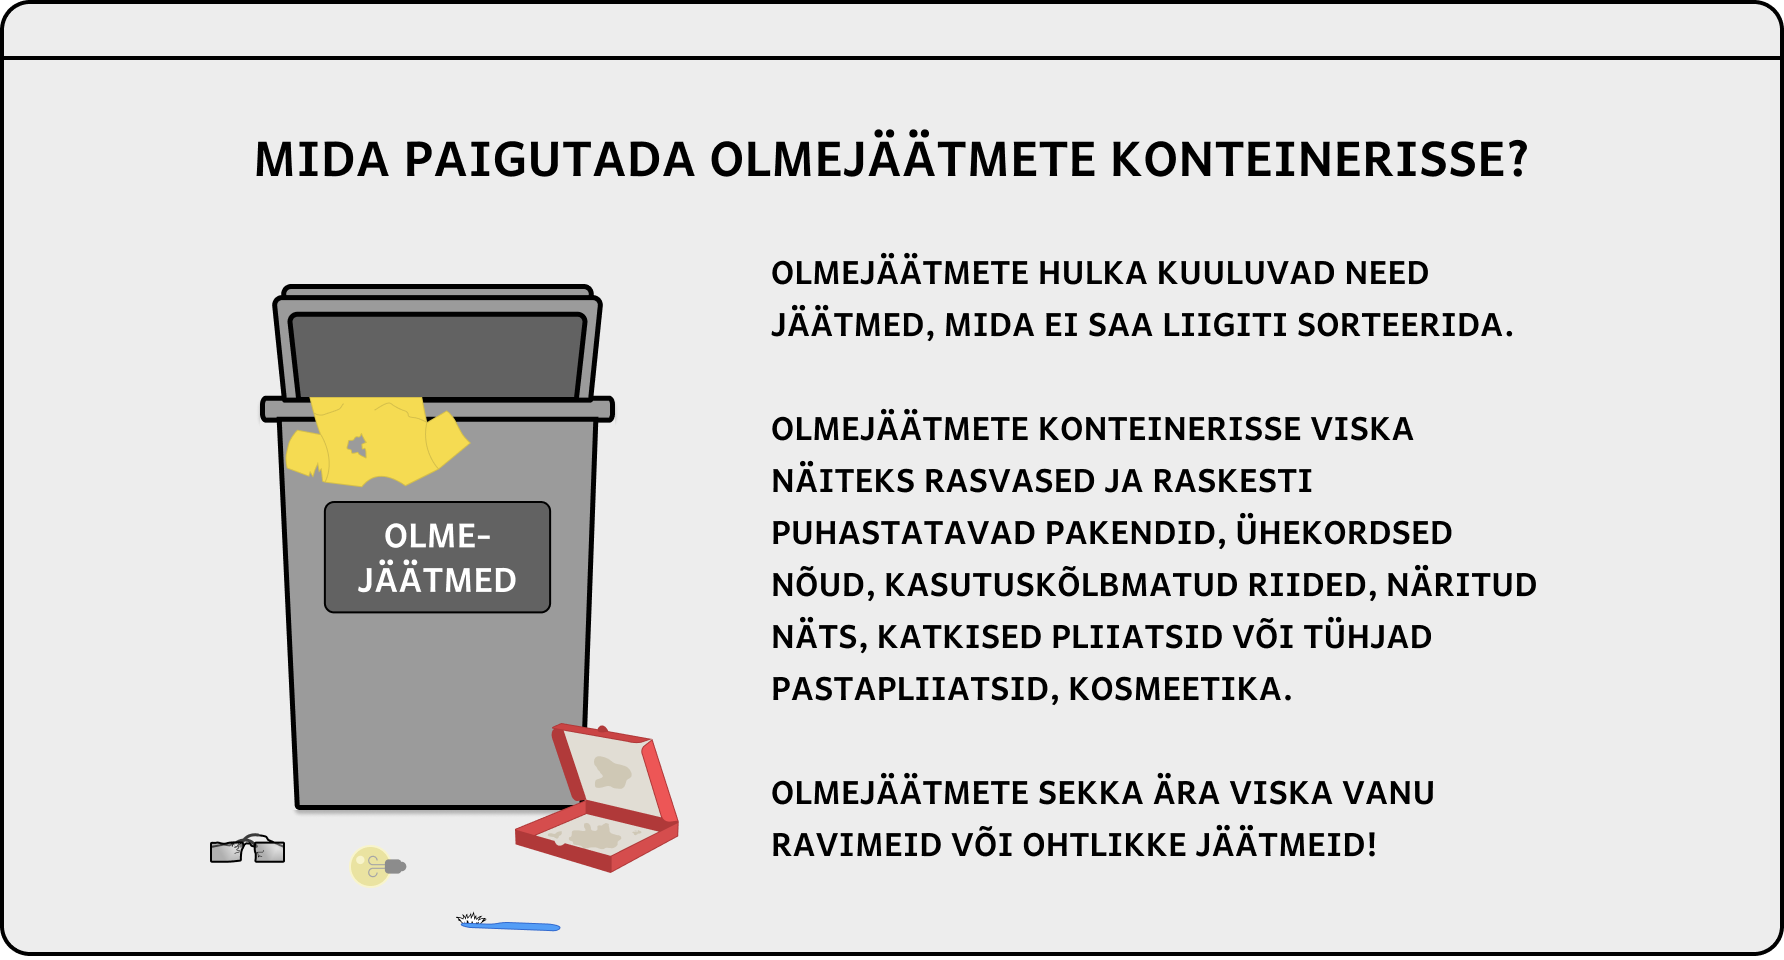 MIDA PAIGUTADA OLMEJÄÄTMETE KONTEINERISSE?
OLMEJÄÄTMETE HULKA KUULUVAD NEED
JÄÄTMED, MIDA EI SAA LIIGITI SORTEERIDA.
OLMEJÄÄTMETE KONTEINERISSE VISKA
NÄITEKS RASVASED JA RASKESTI
PUHASTATAVAD PAKENDID, ÜHEKORDSED
NÕUD, KASUTUSKÕLBMATUD RIIDED, NÄRITUD
NÄTS, KATKISED PLIIATSID VÕI TÜHJAD
PASTAPLIIATSID, KOSMEETIKA.
OLMEJÄÄTMETE SEKKA ÄRA VISKA VANU
RAVIMEID VÕI OHTLIKKE JÄÄTMEID!
OLME-
JÄÄTMED